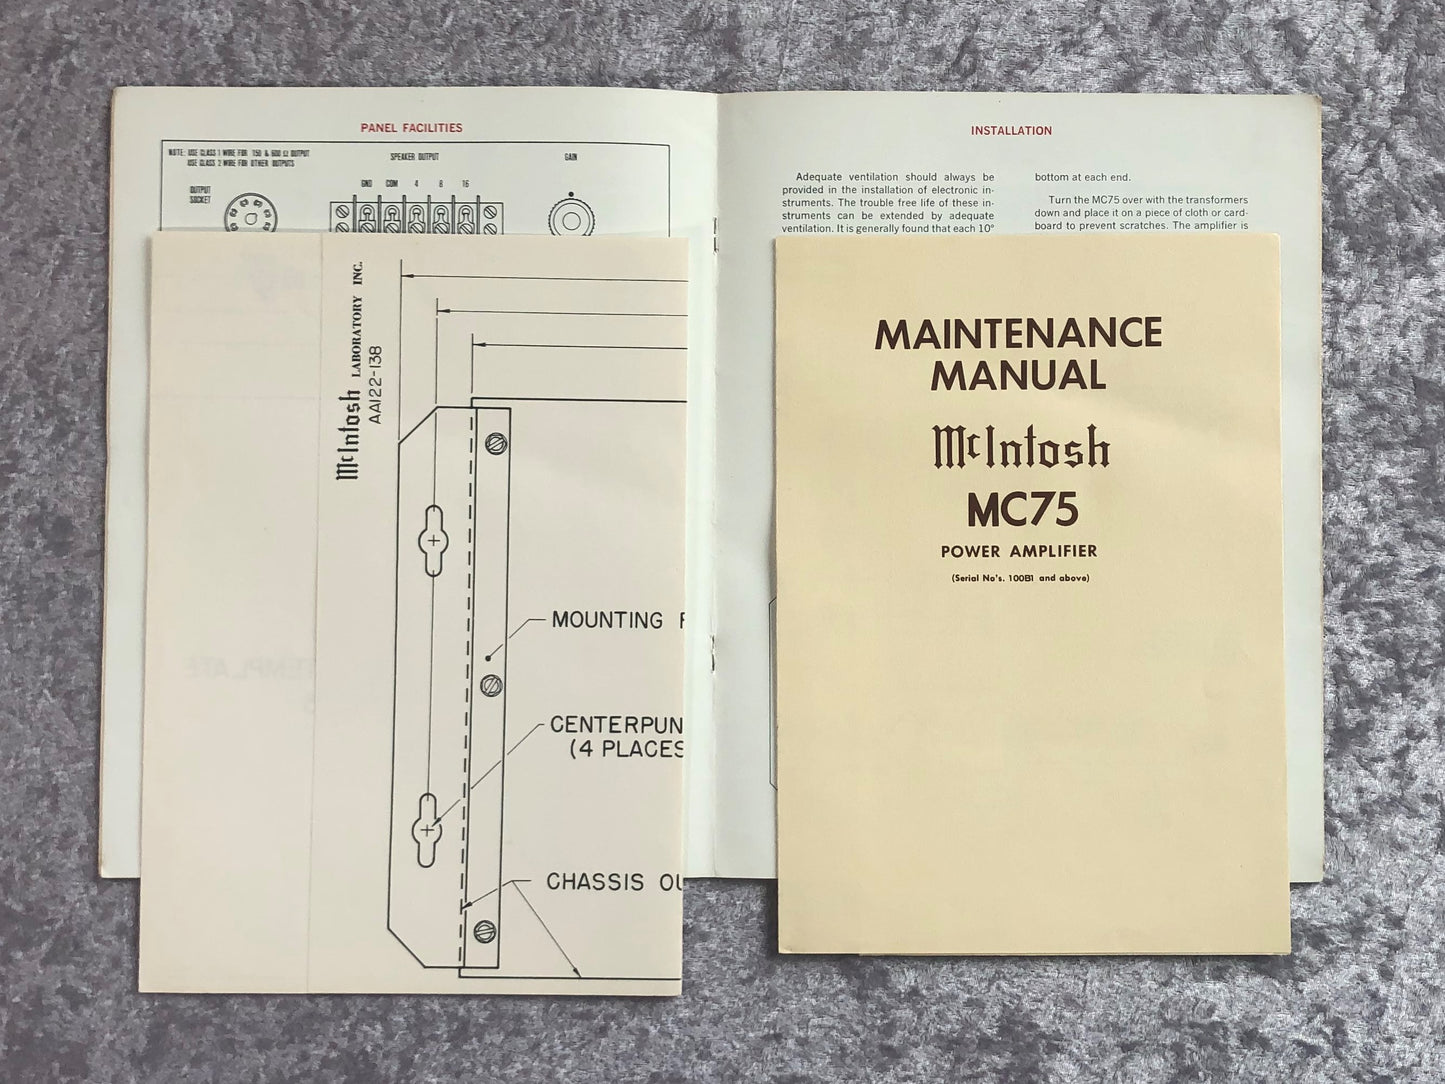 PANEL FACILITIES
NOTE: USE CLASS 1 WIRE FOR 150 & 600 Ω OUTPUT
USE CLASS 2 WIRE FOR OTHER OUTPUTS
SPEAKER OUTPUT
GAIN
OUTPUT
SOCKET
GND COM 4 8 16
McIntosh LABORATORY INC.
AA122-138
MOUNTING
CENTERPUN
(4 PLACES
CHASSIS OU
TEMPLATE
INSTALLATION
Adequate ventilation should always be
provided in the installation of electronic in-
struments. The trouble free life of these in-
struments can be extended by adequate
ventilation. It is generally found that each 10°
bottom at each end.
Turn the MC75 over with the transformers
down and place it on a piece of cloth or card-
board to prevent scratches. The amplifier is
MAINTENANCE
MANUAL
McIntosh
MC75
POWER AMPLIFIER
(Serial No's. 100B1 and above)